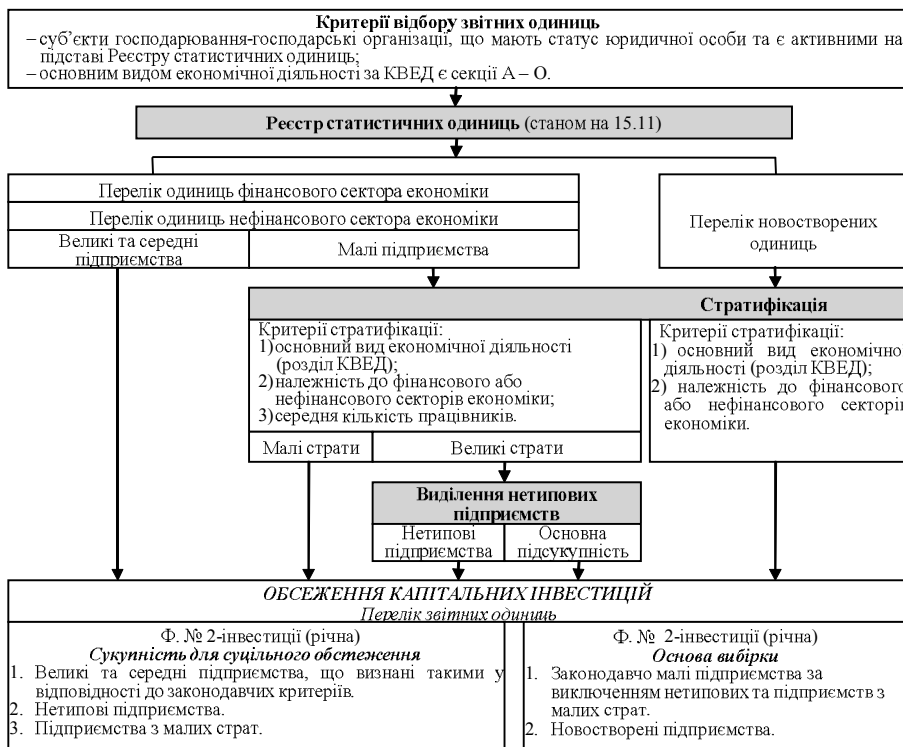 Критерії відбору звітних одиниць
– суб’єкти господарювання-господарські організації, що мають статус юридичної особи та є активними на
підставі Реєстру статистичних одиниць;
– основним видом економічної діяльності за КВЕД є секції А – О.
Реєстр статистичних одиниць (станом на 15.11)
Перелік одиниць фінансового сектора економіки
Перелік одиниць нефінансового сектора економіки
Великі та середні
підприємства
Малі підприємства
Перелік новостворених
одиниць
Стратифікація
Критерії стратифікації:
1) основний вид економічної діяльності
(розділ КВЕД);
2) належність до фінансового або
нефінансового секторів економіки;
3) середня кількість працівників.
Критерії стратифікації:
1) основний вид економічно
діяльності (розділ КВЕД);
2) належність до фінансового
або нефінансового секторів
економіки.
Малі страти
Великі страти
Виділення нетипових
підприємств
Нетипові
підприємства
Основна
підсукупність
ОБСЕЖЕННЯ КАПІТАЛЬНИХ ІНВЕСТИЦІЙ
Перелік звітних одиниць
Ф. № 2-інвестиції (річна)
Сукупність для суцільного обстеження
1. Великі та середні підприємства, що визнані такими у
відповідності до законодавчих критеріїв.
2. Нетипові підприємства.
3. Підприємства з малих страт.
Ф. № 2-інвестиції (річна)
Основа вибірки
1. Законодавчо малі підприємства за
виключенням нетипових та підприємств з
малих страт.
2. Новостворені підприємства.